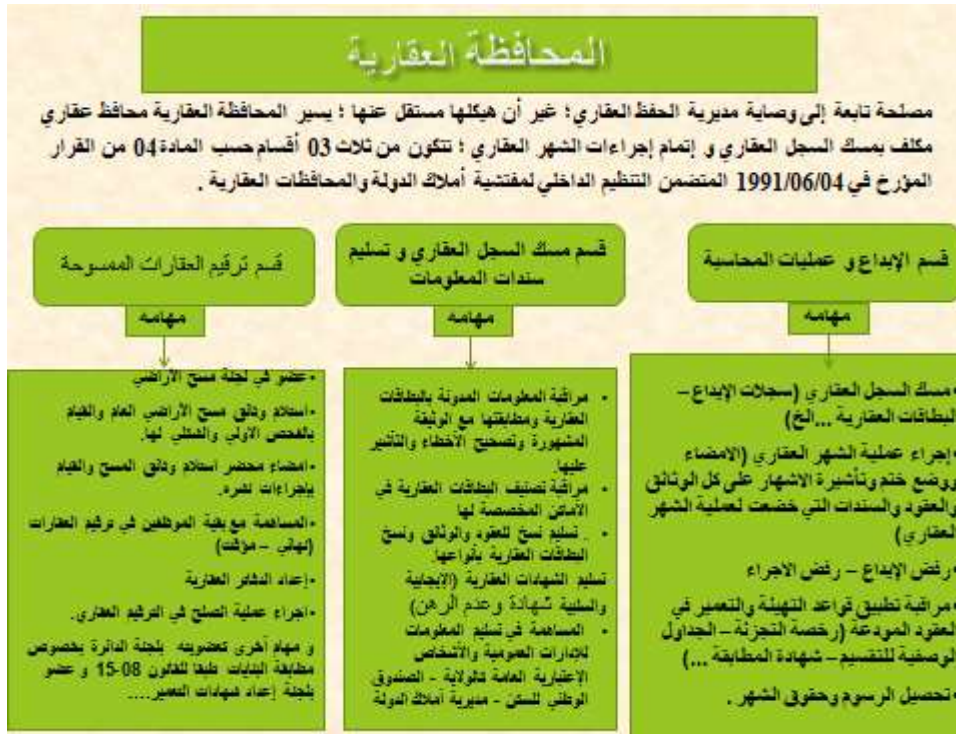 المحافظة العقارية
مصلحة تابعة إلى وصاية مديرية الحفظ العقاري؛ غير أن هيكلها مستقل عنها ؛ يسير المحافظة العقارية محافظ عقاري
مكلف بمسك السجل العقاري و إتمام إجراءات الشهر العقاري ؛ تتكون من ثلاث 03 أقسام حسب المادة 04 من القرار
المؤرخ في 1991/06/04 المتضمن التنظيم الداخلي لمفتشية أملاك الدولة والمحافظات العقارية .
قسم الإيداع و عمليات المحاسبة
مهامه
•مسك السجل العقاري (سجلات الإيداع –
البطاقات العقارية ...الخ)
•إجراء عملية الشهر العقاري (الامضاء
ووضع ختم وتأشيرة الاشهار على كل الوثائق
والعقود والسندات التي خضعت لعملية الشهر
العقاري)
•رفض الإيداع – رفض الاجراء
•مراقبة تطبيق قواعد التهيئة والتعمير في
العقود المودعة (رخصة التجزئة – الجداول
الوصفية للتقسيم – شهادة المطابقة ...)
•تحصيل الرسوم وحقوق الشهر .
قسم مسك السجل العقاري و تسليم
سندات المعلومات
مهامه
• مراقبة المعلومات المدونة بالبطاقات
العقارية ومطابقتها مع الوثيقة
المشهورة وتصحيح الأخطاء والتأشير
عليها.
• مراقبة تصنيف البطاقات العقارية في
الأماكن المخصصة لها
• . تسليم نسخ للعقود والوثائق ونسخ
البطاقات العقارية بأنواعها.
تسليم الشهادات العقارية (الإيجابية
والسلبية شهادة وعدم الرهن)
• المساهمة في تسليم المعلومات
للإدارات العمومية والأشخاص
الإعتبارية العامة كالولاية - الصندوق
الوطني للسكن - مديرية أملاك الدولة
قسم ترقيم العقارات الممسوحة
مهامه
•عضو في لجنة مسح الأراضي
•استلام وثائق مسح الأراضي العام والقيام
بالفحص الأولي والشكلي لها.
•امضاء محضر استلام وثائق المسح والقيام
بإجراءات نشره.
•المساهمة مع بقية الموظفين في ترقيم العقارات
(نهائي – مؤقت)
•إعداد الدفاتر العقارية
•اجراء عملية الصلح في الترقيم العقاري.
و مهام أخرى كعضويته بلجنة الدائرة بخصوص
مطابقة البنايات طبقا للقانون 08-15 و عضو
بلجنة إعداد شهادات التعمير....